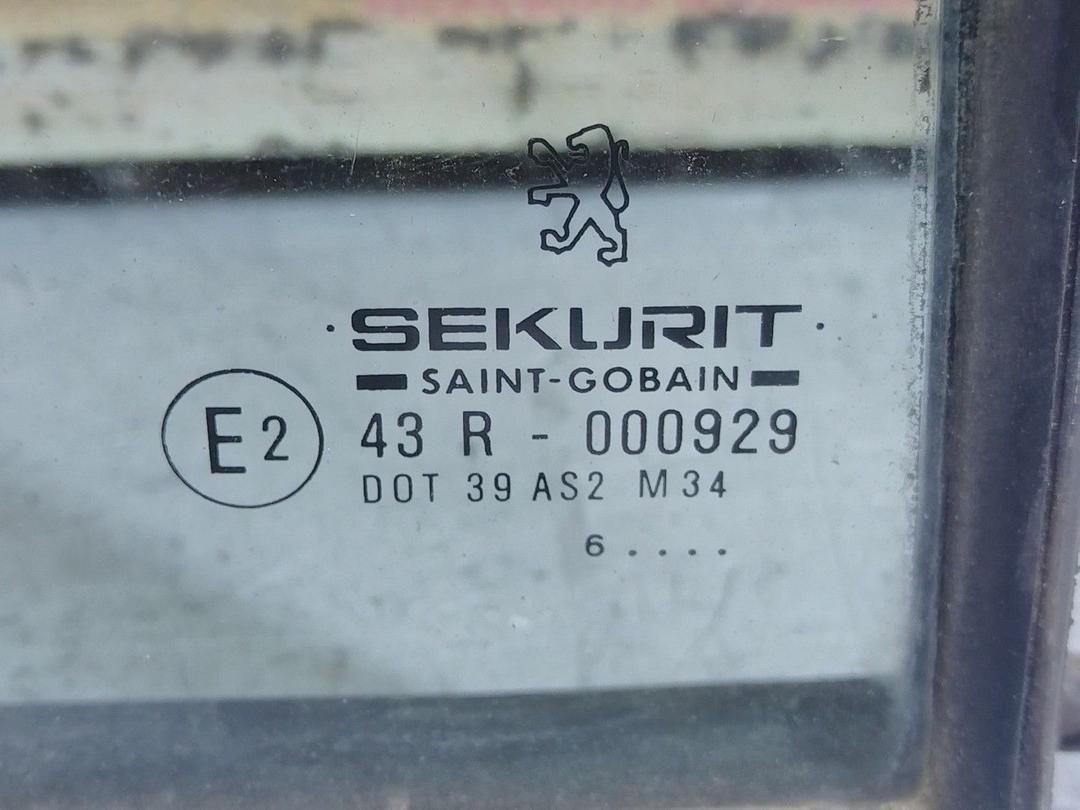 · SEKURIT ·
SAINT-GOBAIN
E2 43 R - 000929
DOT 39 AS2 M34
6 . . . .